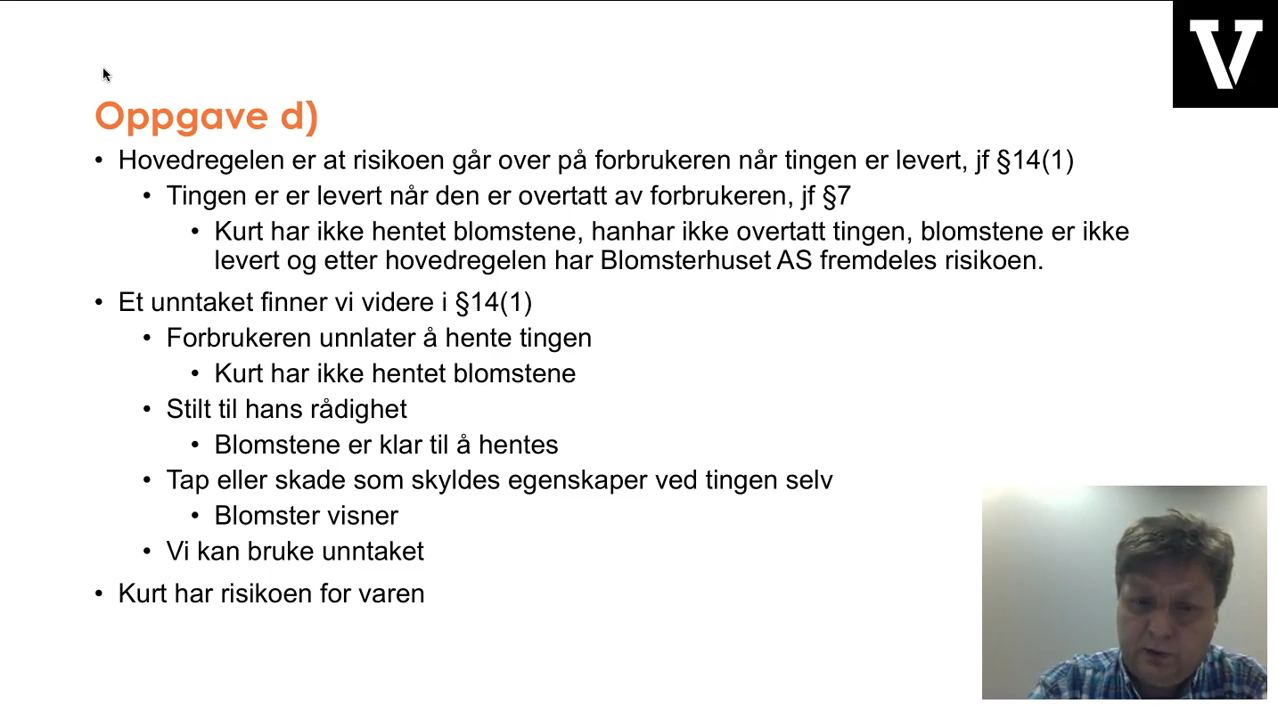 V
Oppgave d)
• Hovedregelen er at risikoen går over på forbrukeren når tingen er levert, jf §14(1)
• Tingen er er levert når den er overtatt av forbrukeren, jf §7
• Kurt har ikke hentet blomstene, hanhar ikke overtatt tingen, blomstene er ikke
levert og etter hovedregelen har Blomsterhuset AS fremdeles risikoen.
• Et unntaket finner vi videre i §14(1)
• Forbrukeren unnlater å hente tingen
• Kurt har ikke hentet blomstene
• Stilt til hans rådighet
• Blomstene er klar til å hentes
• Tap eller skade som skyldes egenskaper ved tingen selv
• Blomster visner
• Vi kan bruke unntaket
• Kurt har risikoen for varen